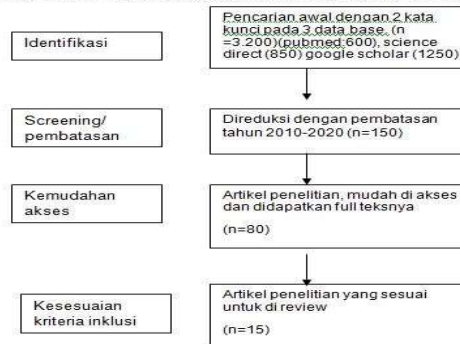 Identifikasi
Pencarian awal dengan 2 kata
kunci pada 3 data base. (n
=3.200)(pubmed:600), science
direct (850) google scholar (1250)
Screening/
pembatasan
Direduksi dengan pembatasan
tahun 2010-2020 (n=150)
Kemudahan
akses
Artikel penelitian, mudah di akses
dan didapatkan full teksnya
(n=80)
Kesesuaian
kriteria inklusi
Artikel penelitian yang sesuai
untuk di review
(n=15)